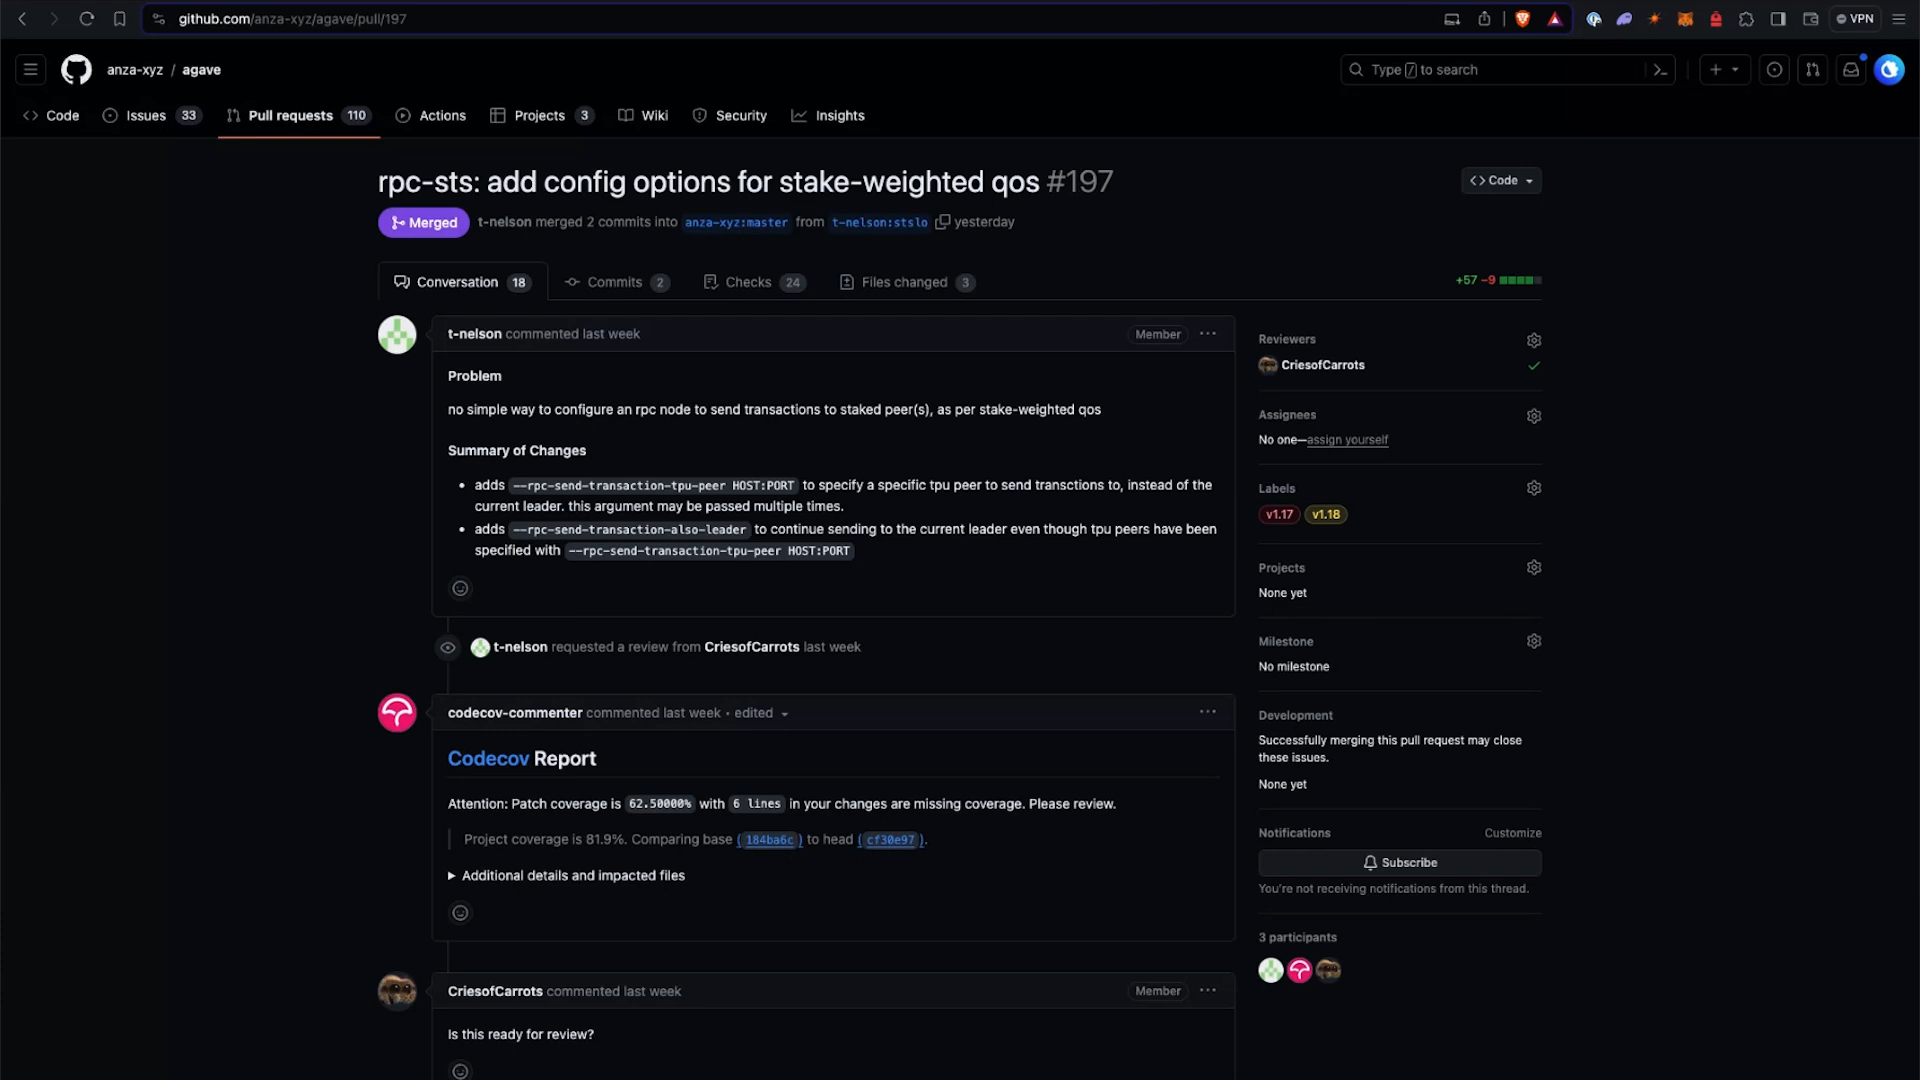 github.com/anza-xyz/agave/pull/197
VPN
anza-xyz / agave
Type / to search
Code
Issues 33
Pull requests 110
Actions
Projects 3
Wiki
Security
Insights
rpc-sts: add config options for stake-weighted qos #197
Code
Merged
t-nelson merged 2 commits into anza-xyz:master from t-nelson:stslo yesterday
Conversation 18
Commits 2
Checks 24
Files changed 3
+57 −9
t-nelson commented last week
Member
Problem
no simple way to configure an rpc node to send transactions to staked peer(s), as per stake-weighted qos
Summary of Changes
• adds --rpc-send-transaction-tpu-peer HOST:PORT to specify a specific tpu peer to send transctions to, instead of the
current leader. this argument may be passed multiple times.
• adds --rpc-send-transaction-also-leader to continue sending to the current leader even though tpu peers have been
specified with --rpc-send-transaction-tpu-peer HOST:PORT
t-nelson requested a review from CriesofCarrots last week
codecov-commenter commented last week • edited
Codecov Report
Attention: Patch coverage is 62.50000% with 6 lines in your changes are missing coverage. Please review.
Project coverage is 81.9%. Comparing base (184ba6c) to head (cf30e97).
Additional details and impacted files
CriesofCarrots commented last week
Member
Is this ready for review?
Reviewers
CriesofCarrots
Assignees
No one—assign yourself
Labels
v1.17 v1.18
Projects
None yet
Milestone
No milestone
Development
Successfully merging this pull request may close
these issues.
None yet
Notifications
Customize
Subscribe
You're not receiving notifications from this thread.
3 participants